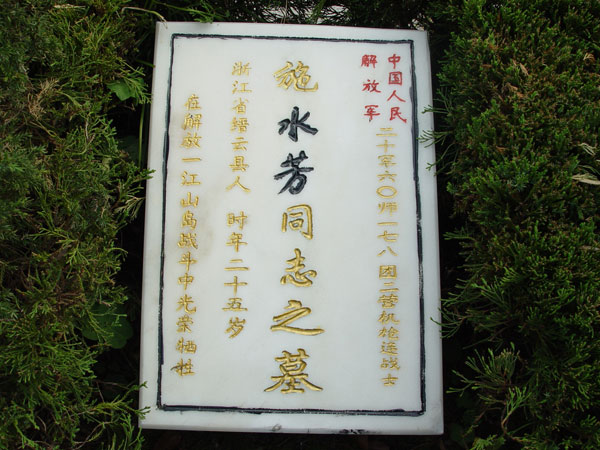 中国人民
解放军
二十军六〇师一七八团二营机枪连战士
施水芳同志之墓
浙江省缙云县人 时年二十五岁
在解放一江山岛战斗中光荣牺牲